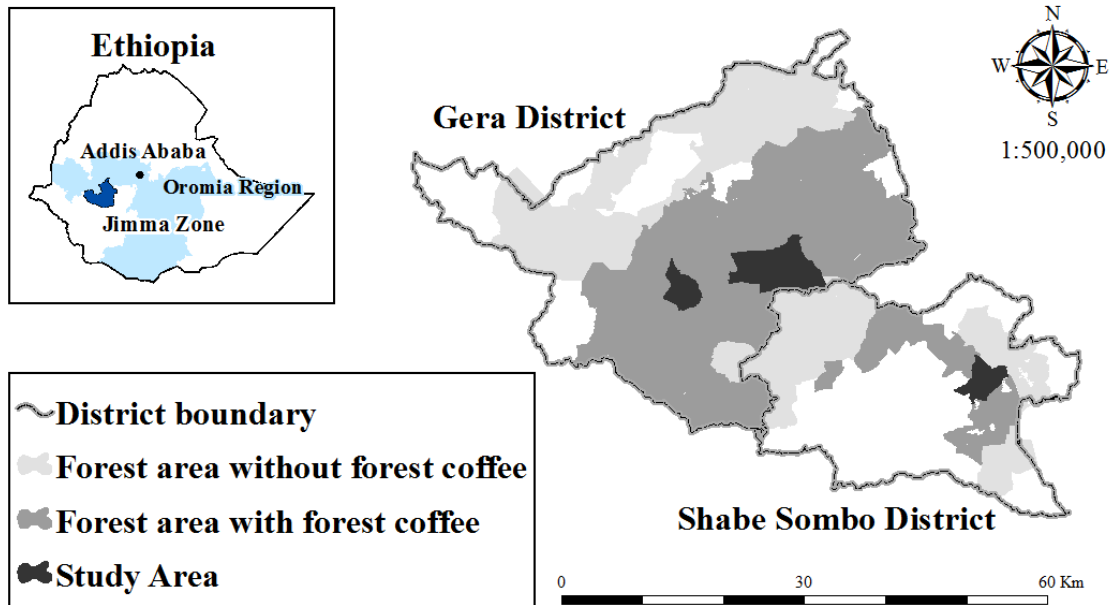 Ethiopia
Addis Ababa
Oromia Region
Jimma Zone
Gera District
N
W E
S
1:500,000
District boundary
Forest area without forest coffee
Forest area with forest coffee
Study Area
Shabe Sombo District
0 30 60 Km